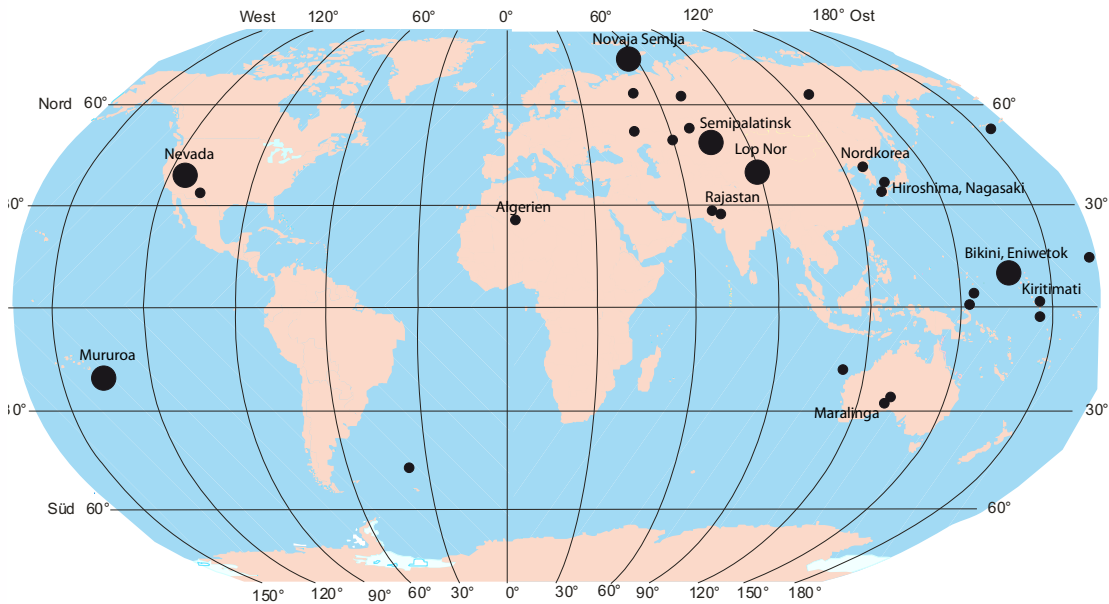 West 120° 60° 0° 60° 120° 180° Ost
Novaja Semlja
Nord 60° 60°
Semipalatinsk
Nevada Lop Nor Nordkorea
Hiroshima, Nagasaki
Algerien Rajastan 30°
30°
Bikini, Eniwetok
Kiritimati
Mururoa
30° Maralinga 30°
Süd 60° 60°
150° 120° 90° 60° 30° 0° 30° 60° 90° 120° 150° 180°